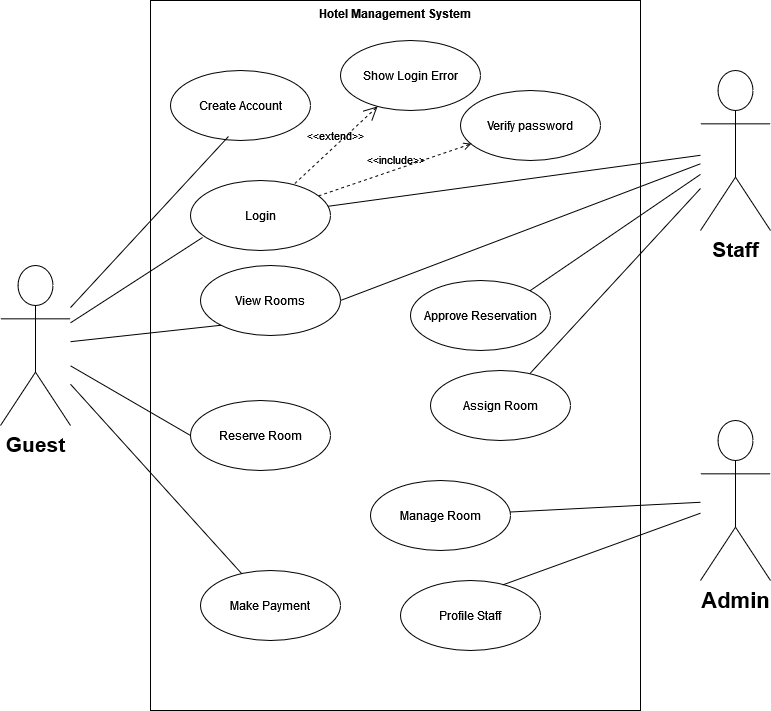 Hotel Management System
Show Login Error
Create Account
Verify password
<<extend>>
<<include>>
Login
Staff
View Rooms
Approve Reservation
Assign Room
Guest
Reserve Room
Manage Room
Admin
Make Payment
Profile Staff